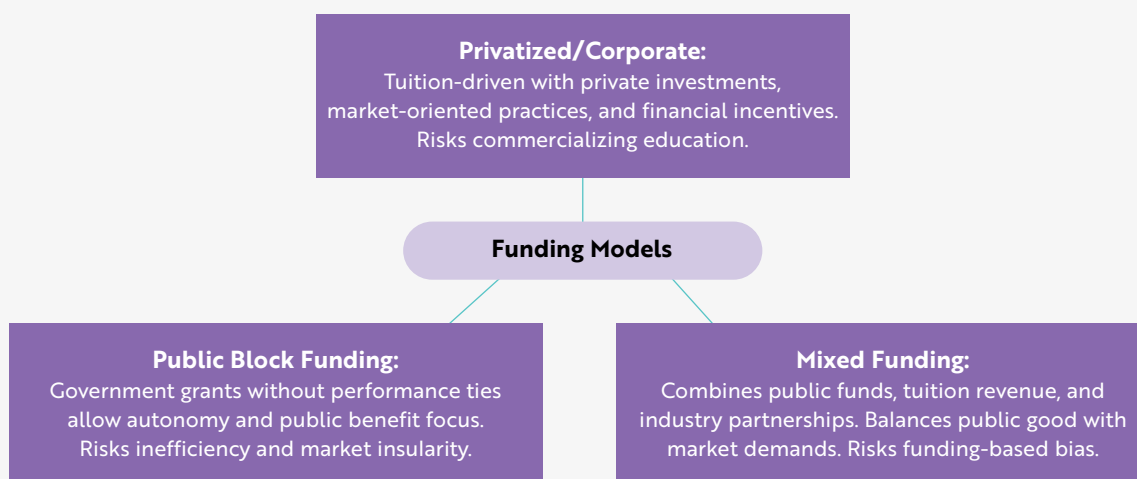 Privatized/Corporate:
Tuition-driven with private investments,
market-oriented practices, and financial incentives.
Risks commercializing education.
Funding Models
Public Block Funding:
Government grants without performance ties
allow autonomy and public benefit focus.
Risks inefficiency and market insularity.
Mixed Funding:
Combines public funds, tuition revenue, and
industry partnerships. Balances public good with
market demands. Risks funding-based bias.